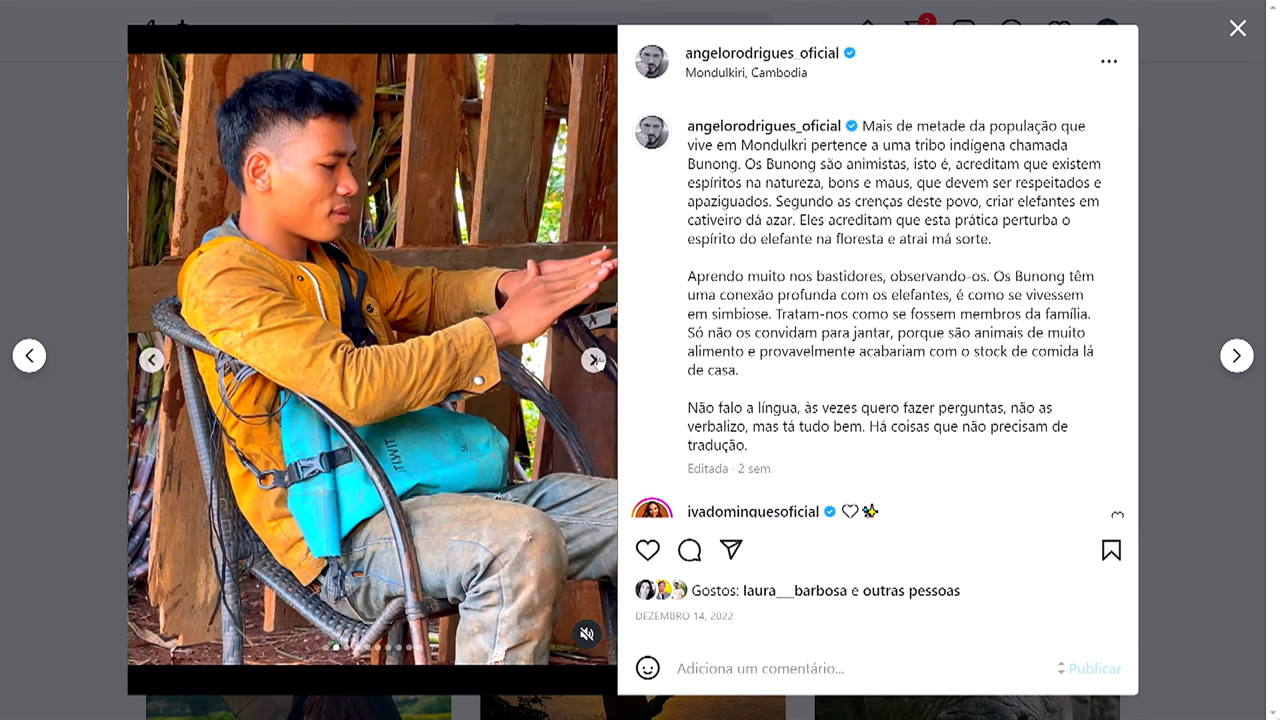 2
angelorodrigues_oficial
Mondulkiri, Cambodia
angelorodrigues_oficial Mais de metade da população que
vive em Mondulkri pertence a uma tribo indígena chamada
Bunong. Os Bunong são animistas, isto é, acreditam que existem
espíritos na natureza, bons e maus, que devem ser respeitados e
apaziguados. Segundo as crenças deste povo, criar elefantes em
cativeiro dá azar. Eles acreditam que esta prática perturba o
espírito do elefante na floresta e atrai má sorte.
Aprendo muito nos bastidores, observando-os. Os Bunong têm
uma conexão profunda com os elefantes, é como se vivessem
em simbiose. Tratam-nos como se fossem membros da família.
Só não os convidam para jantar, porque são animais de muito
alimento e provavelmente acabariam com o stock de comida lá
de casa.
Não falo a língua, às vezes quero fazer perguntas, não as
verbalizo, mas tá tudo bem. Há coisas que não precisam de
tradução.
Editada · 2 sem
ivadominguesoficial
Gostos: laura___barbosa e outras pessoas
DEZEMBRO 14, 2022
Adiciona um comentário...
Publicar